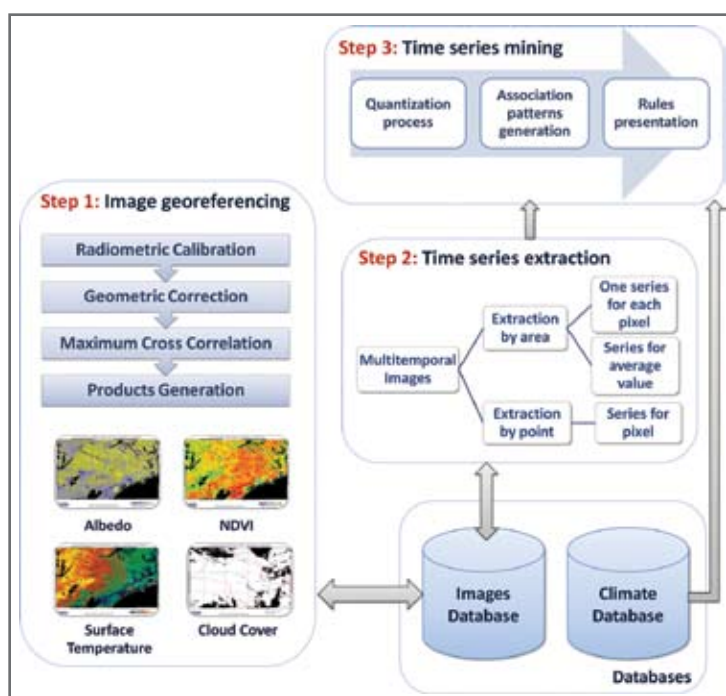 Step 3: Time series mining
Quantization
process
Association
patterns
generation
Rules
presentation
Step 1: Image georeferencing
Radiometric Calibration
Geometric Correction
Maximum Cross Correlation
Products Generation
Albedo
NDVI
Surface
Temperature
Cloud Cover
Step 2: Time series extraction
Multitemporal
Images
Extraction
by area
One series
for each
pixel
Series for
average
value
Extraction
by point
Series for
pixel
Images
Database
Climate
Database
Databases